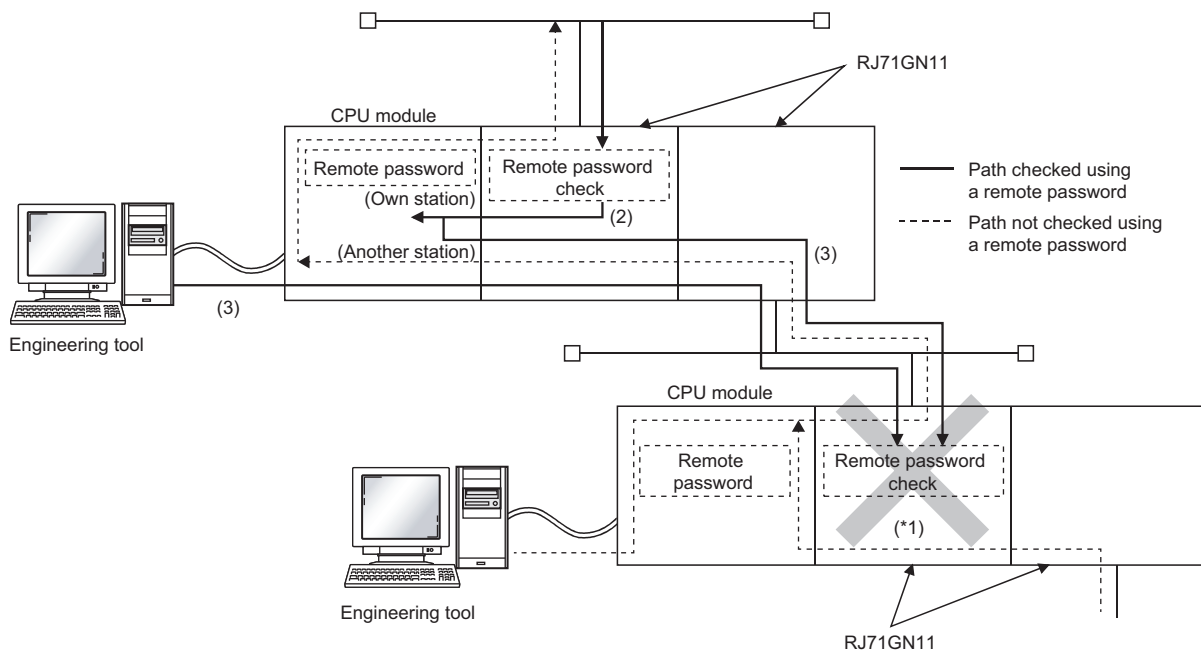 RJ71GN11
CPU module
Remote password
Remote password
check
(Own station)
(2)
(Another station)
(3)
(3)
Engineering tool
Path checked using
a remote password
Path not checked using
a remote password
CPU module
Remote
password
Remote password
check
(*1)
Engineering tool
RJ71GN11